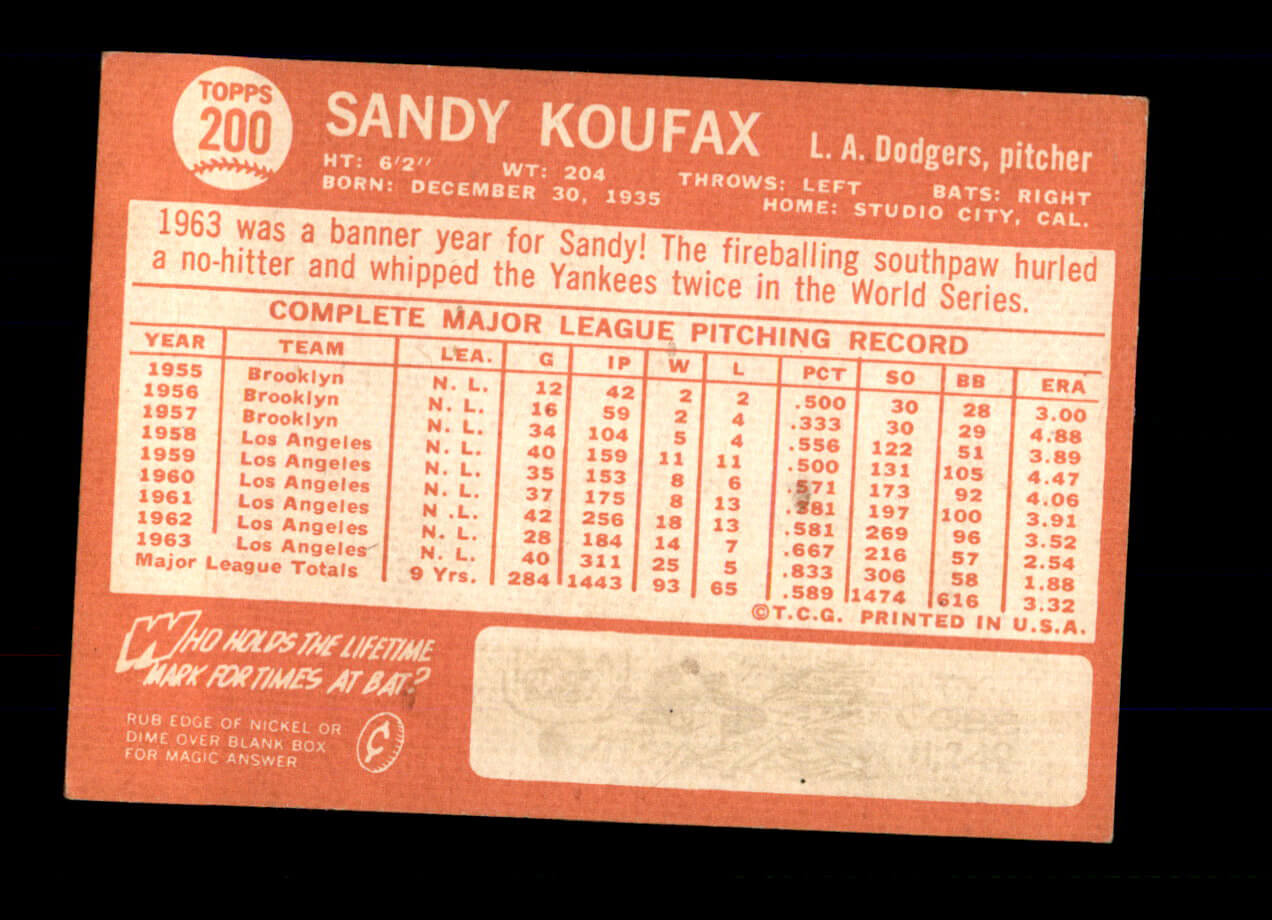 TOPPS
200
SANDY KOUFAX
L. A. Dodgers, pitcher
HT: 6'2" WT: 204 THROWS: LEFT BATS: RIGHT
BORN: DECEMBER 30, 1935 HOME: STUDIO CITY, CAL.
1963 was a banner year for Sandy! The fireballing southpaw hurled
a no-hitter and whipped the Yankees twice in the World Series.
COMPLETE MAJOR LEAGUE PITCHING RECORD
YEAR TEAM LEA. G IP W L PCT SO BB ERA
1955 Brooklyn N. L. 12 42 2 2 .500 30 28 3.00
1956 Brooklyn N. L. 16 59 2 4 .333 30 29 4.88
1957 Brooklyn N. L. 34 104 5 4 .556 122 51 3.89
1958 Los Angeles N. L. 40 159 11 11 .500 131 105 4.47
1959 Los Angeles N. L. 35 153 8 6 .571 173 92 4.06
1960 Los Angeles N. L. 37 175 8 13 .381 197 100 3.91
1961 Los Angeles N. L. 42 256 18 13 .581 269 96 3.52
1962 Los Angeles N. L. 28 184 14 7 .667 216 57 2.54
1963 Los Angeles N. L. 40 311 25 5 .833 306 58 1.88
Major League Totals 9 Yrs. 284 1443 93 65 .589 1474 616 3.32
©T.C.G. PRINTED IN U.S.A.
WHO HOLDS THE LIFETIME
MARK FOR TIMES AT BAT?
RUB EDGE OF NICKEL OR
DIME OVER BLANK BOX
FOR MAGIC ANSWER
¢